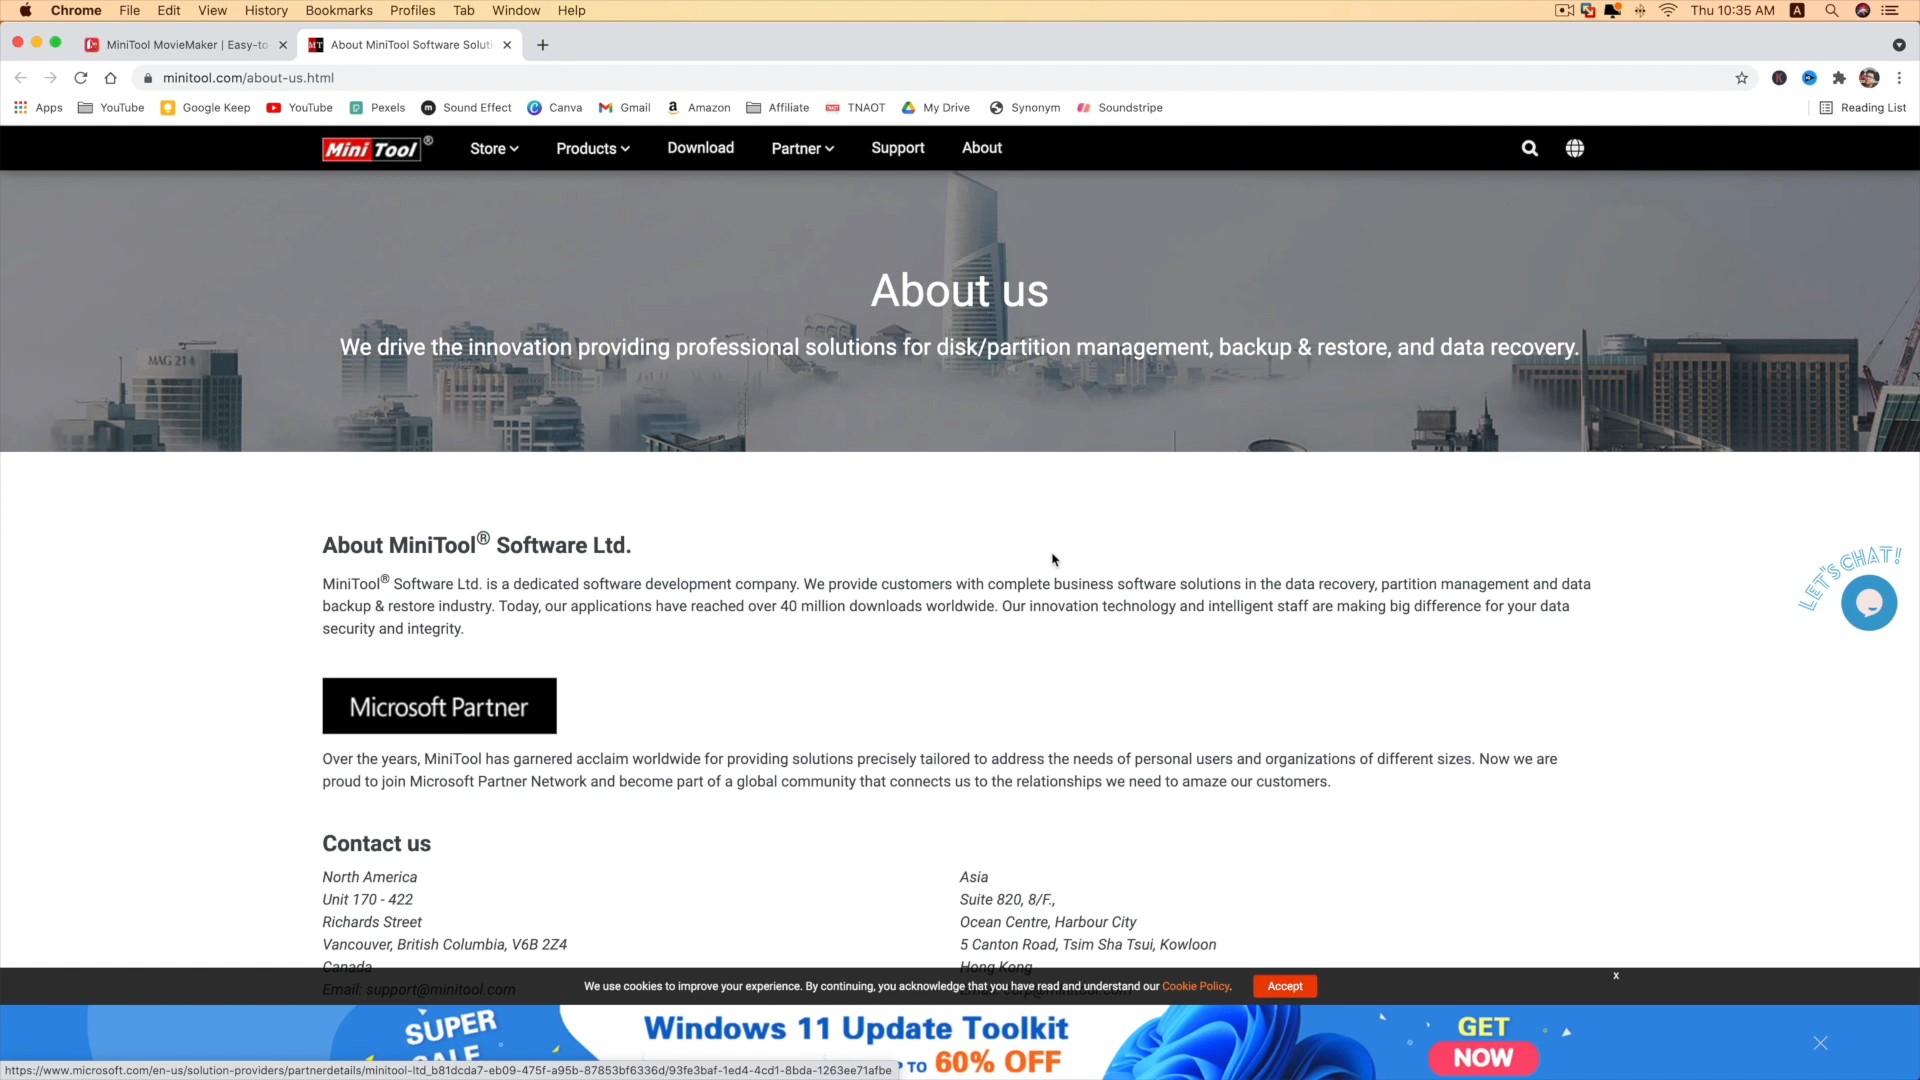 Chrome File Edit View History Bookmarks Profiles Tab Window Help Thu 10:35 AM A
MiniTool MovieMaker | Easy-to
MT About MiniTool Software Soluti
minitool.com/about-us.html
Apps YouTube Google Keep YouTube Pexels Sound Effect Canva Gmail Amazon Affiliate TNAOT My Drive Synonym Soundstripe Reading List
Mini Tool® Store Products Download Partner Support About
MAG 214
About us
We drive the innovation providing professional solutions for disk/partition management, backup & restore, and data recovery.
About MiniTool® Software Ltd.
MiniTool® Software Ltd. is a dedicated software development company. We provide customers with complete business software solutions in the data recovery, partition management and data
backup & restore industry. Today, our applications have reached over 40 million downloads worldwide. Our innovation technology and intelligent staff are making big difference for your data
security and integrity.
LET'S CHAT!
Microsoft Partner
Over the years, MiniTool has garnered acclaim worldwide for providing solutions precisely tailored to address the needs of personal users and organizations of different sizes. Now we are
proud to join Microsoft Partner Network and become part of a global community that connects us to the relationships we need to amaze our customers.
Contact us
North America
Unit 170 - 422
Richards Street
Vancouver, British Columbia, V6B 2Z4
Canada
Email: support@minitool.com
Asia
Suite 820, 8/F.,
Ocean Centre, Harbour City
5 Canton Road, Tsim Sha Tsui, Kowloon
Hong Kong
We use cookies to improve your experience. By continuing, you acknowledge that you have read and understand our Cookie Policy. Accept x
SUPER
SALE
Windows 11 Update Toolkit
TO 60% OFF
GET
NOW
https://www.microsoft.com/en-us/solution-providers/partnerdetails/minitool-ltd_b81dcda7-eb09-475f-a95b-87853bf6336d/93fe3baf-1ed4-4cd1-8bda-1263ee71afbe